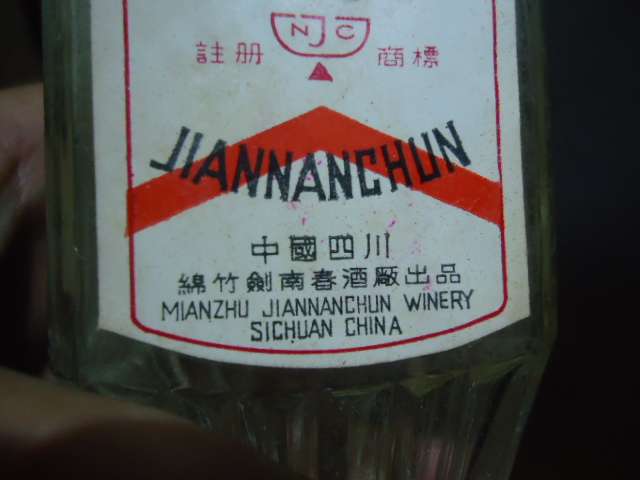 NJC
註册 商標
JIANNANCHUN
中國四川
綿竹劍南春酒廠出品
MIANZHU JIANNANCHUN WINERY
SICHUAN CHINA